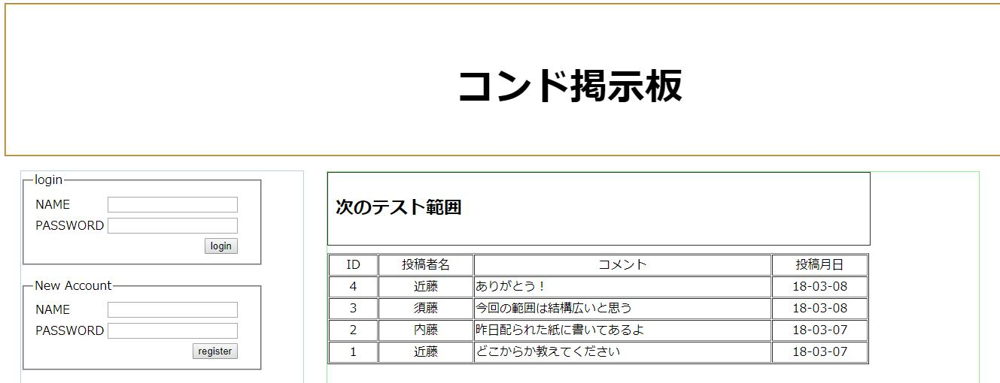 コンド掲示板
login
NAME
PASSWORD
login
New Account
NAME
PASSWORD
register
次のテスト範囲
ID 投稿者名 コメント 投稿月日
4 近藤 ありがとう！ 18-03-08
3 須藤 今回の範囲は結構広いと思う 18-03-08
2 内藤 昨日配られた紙に書いてあるよ 18-03-07
1 近藤 どこからか教えてください 18-03-07